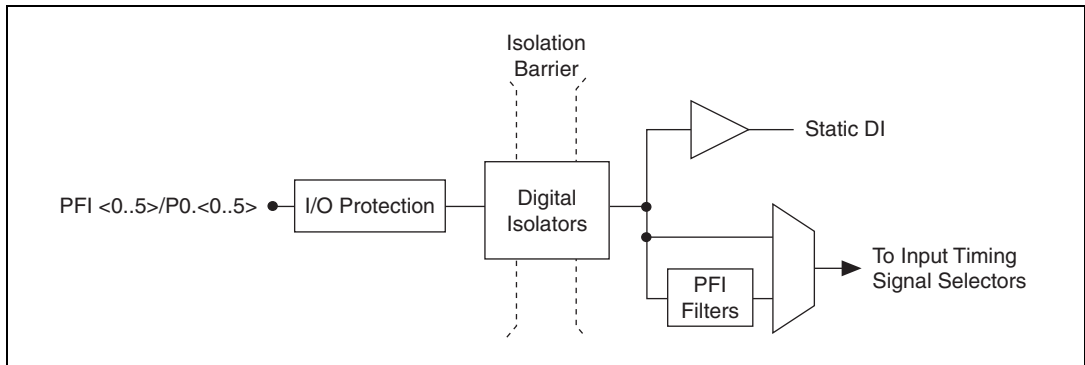 Isolation
Barrier
Static DI
PFI <0..5>/P0.<0..5>
I/O Protection
Digital
Isolators
To Input Timing
Signal Selectors
PFI
Filters